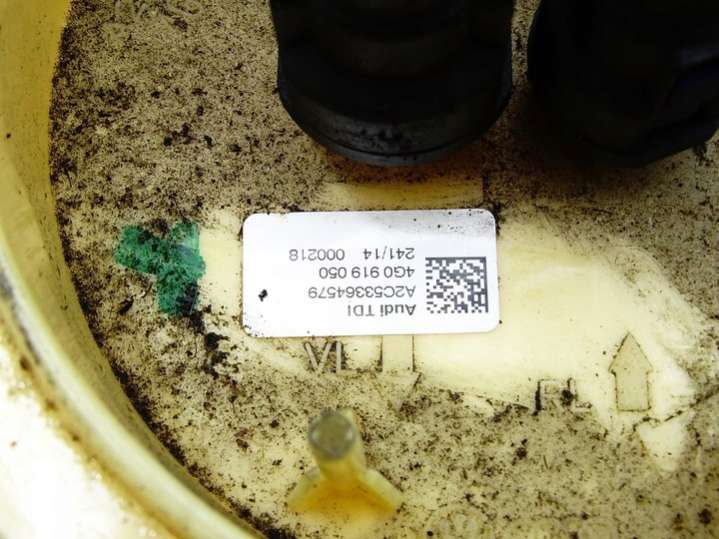 Audi TDI
A2C53364579
4G0 919 050
241/14 000218
VL
RL